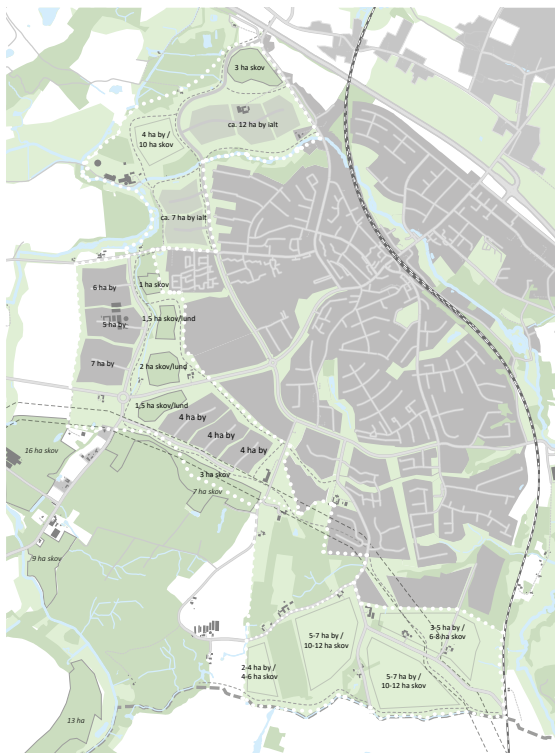 3 ha skov
ca. 12 ha by ialt
4 ha by /
10 ha skov
ca. 7 ha by ialt
1 ha skov
6 ha by
1,5 ha skov/lund
5 ha by
2 ha skov/lund
7 ha by
1,5 ha skov/lund
4 ha by
4 ha by
4 ha by
16 ha skov
3 ha skov
7 ha skov
9 ha skov
3-5 ha by /
6-8 ha skov
5-7 ha by /
10-12 ha skov
2-4 ha by /
4-6 ha skov
5-7 ha by /
10-12 ha skov
13 ha